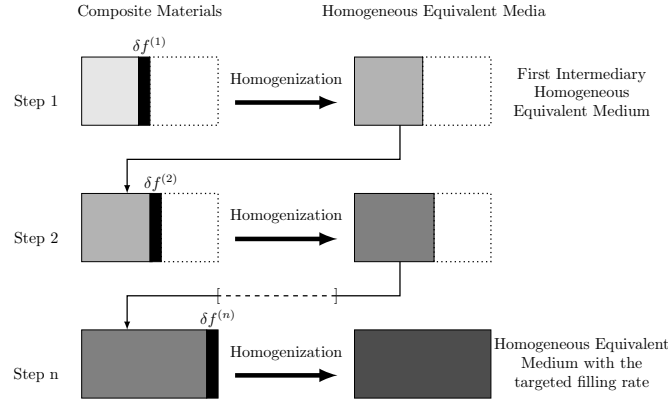 Composite Materials
Homogeneous Equivalent Media
δf⁽¹⁾
Step 1
Homogenization
First Intermediary
Homogeneous
Equivalent Medium
δf⁽²⁾
Step 2
Homogenization
δf⁽ⁿ⁾
Step n
Homogenization
Homogeneous Equivalent
Medium with the
targeted filling rate